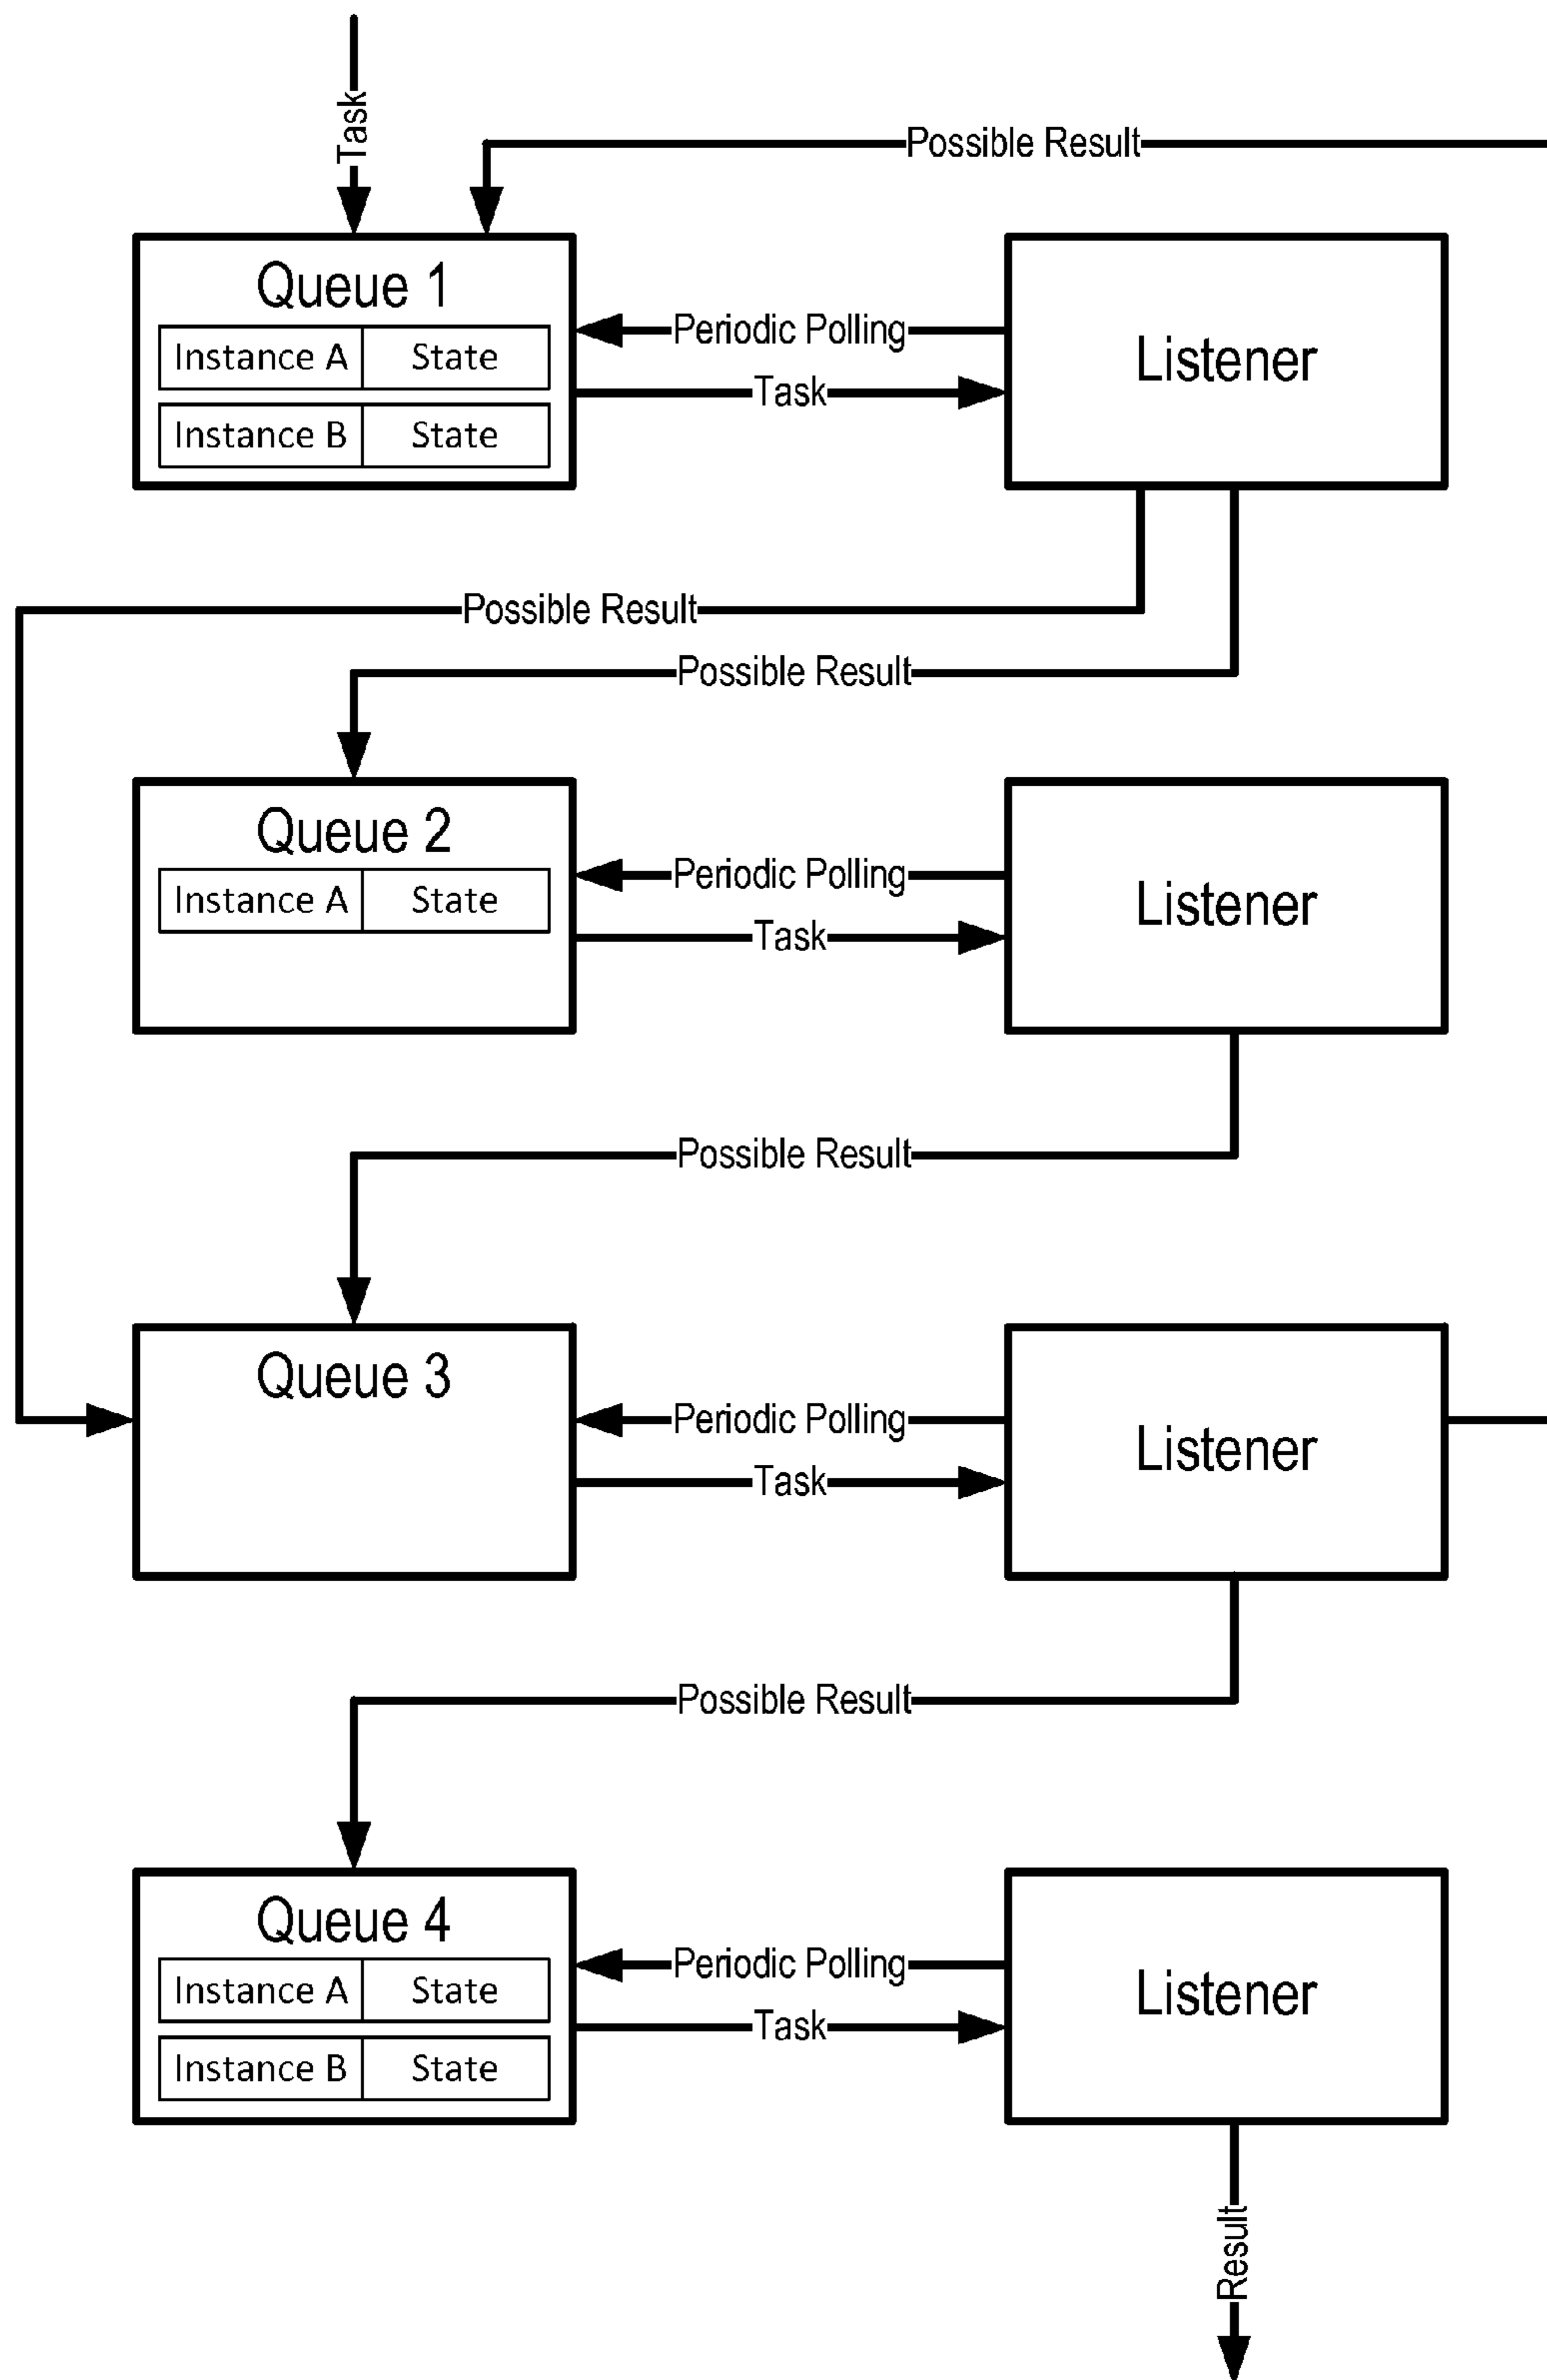 Task
Possible Result
Queue 1
Instance A State
Instance B State
Periodic Polling
Task
Listener
Possible Result
Possible Result
Queue 2
Instance A State
Periodic Polling
Task
Listener
Possible Result
Queue 3
Periodic Polling
Task
Listener
Possible Result
Queue 4
Instance A State
Instance B State
Periodic Polling
Task
Listener
Result